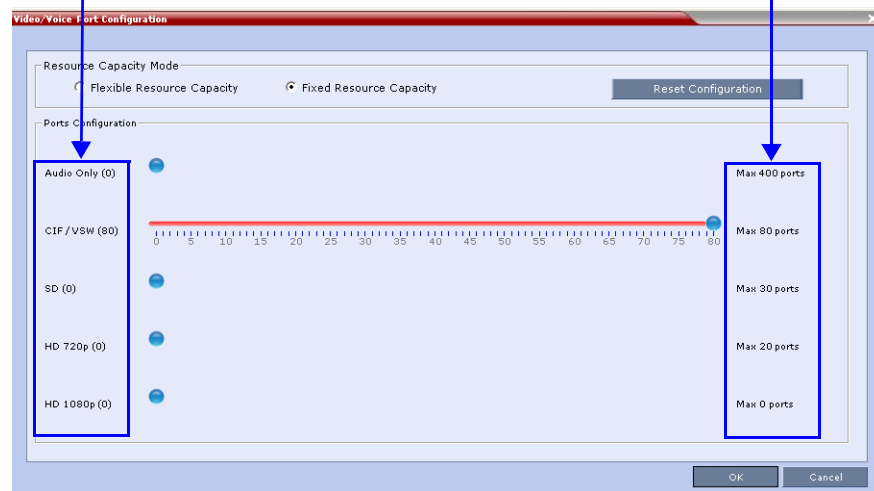 Video/Voice Port Configuration
Resource Capacity Mode
Flexible Resource Capacity
Fixed Resource Capacity
Reset Configuration
Ports Configuration
Audio Only (0)
Max 400 ports
CIF/VSW (80)
0 5 10 15 20 25 30 35 40 45 50 55 60 65 70 75 80
Max 80 ports
SD (0)
Max 30 ports
HD 720p (0)
Max 20 ports
HD 1080p (0)
Max 0 ports
OK
Cancel